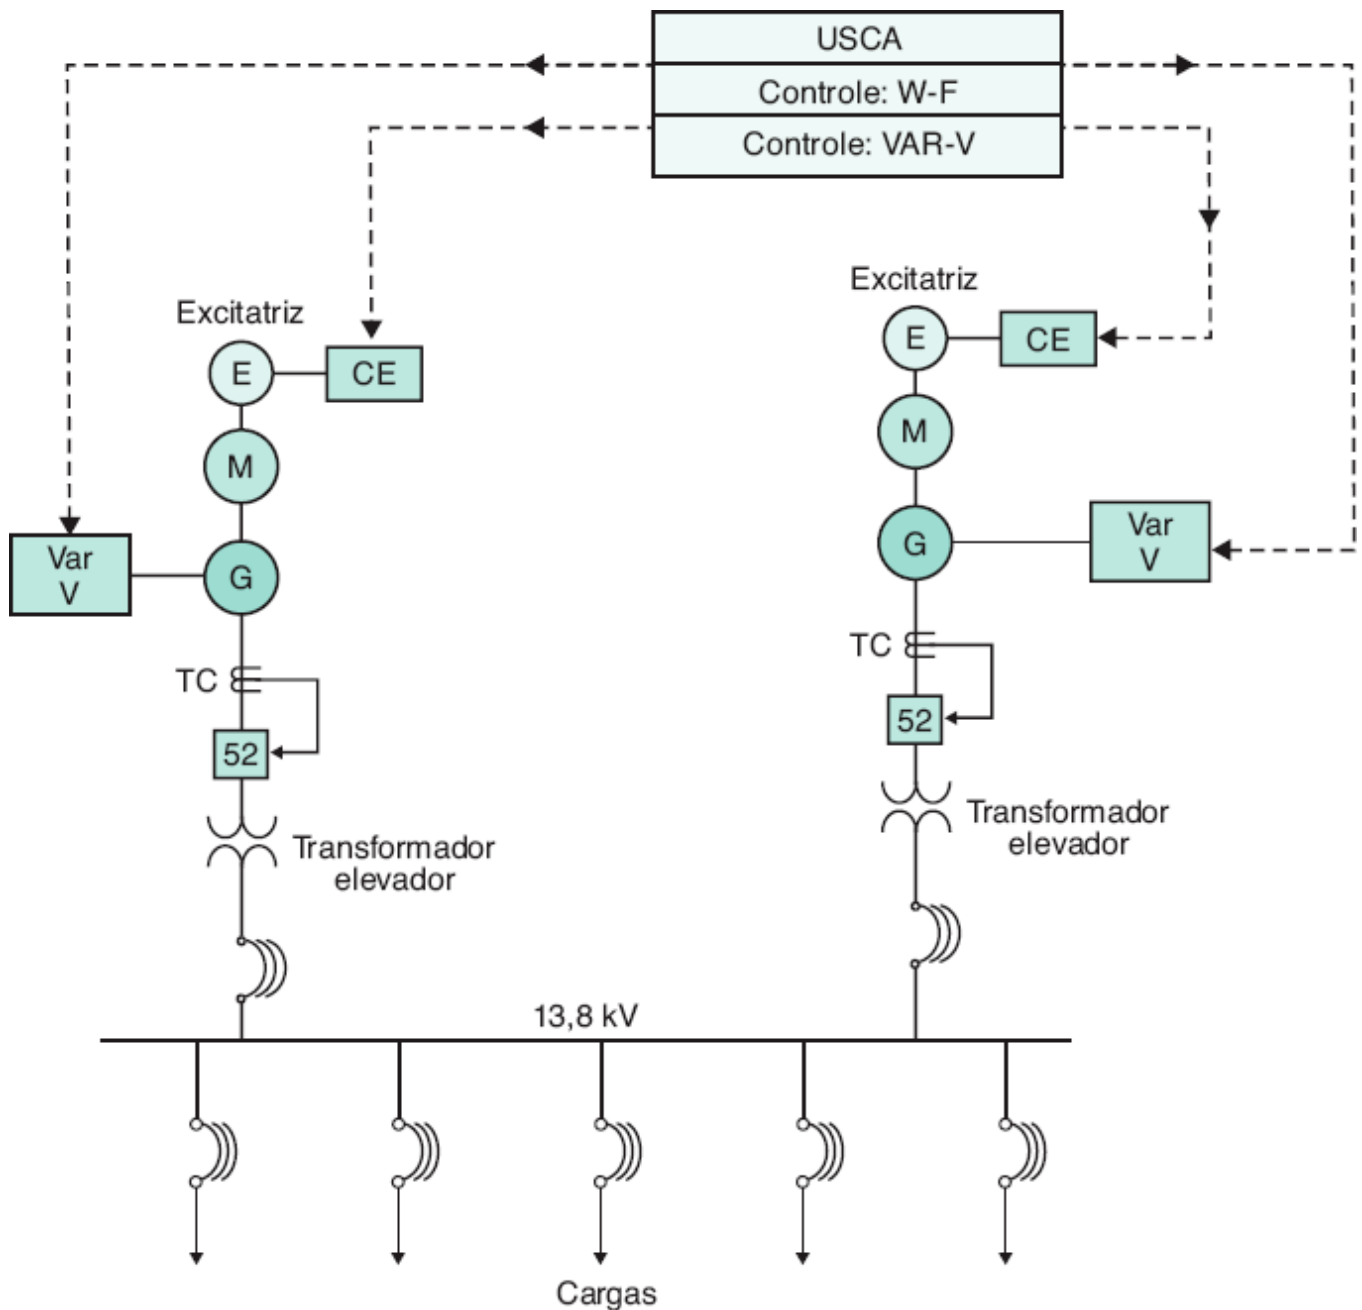 USCA
Controle: W-F
Controle: VAR-V
Excitatriz
E
CE
M
G
Var
V
TC
52
Transformador
elevador
Excitatriz
E
CE
M
G
Var
V
TC
52
Transformador
elevador
13,8 kV
Cargas